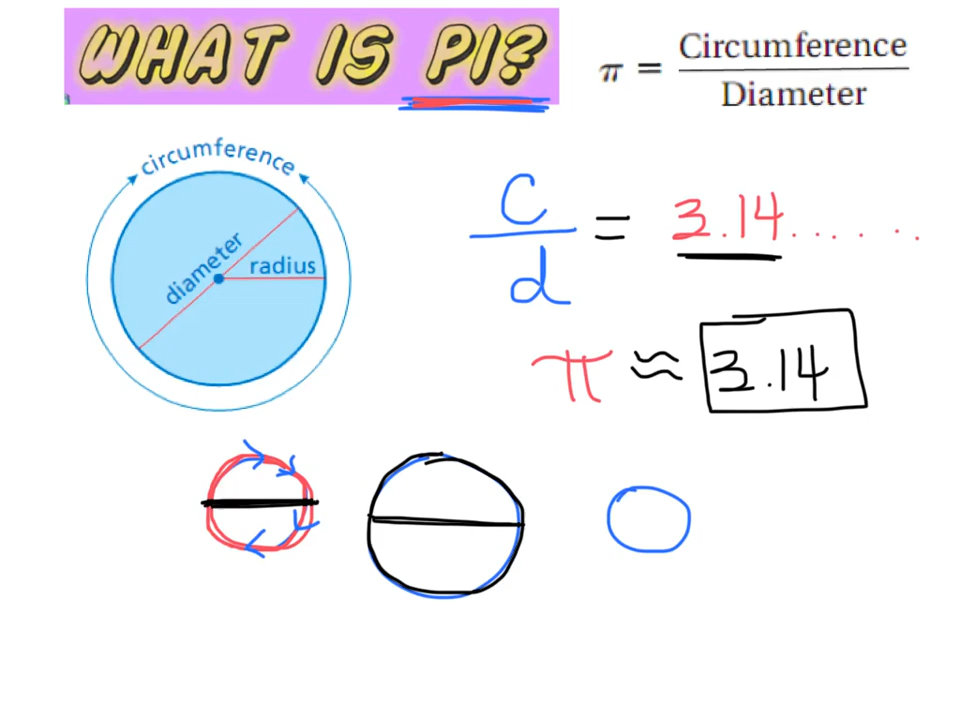 WHAT IS PI?
π = Circumference / Diameter
circumference
diameter
radius
C / d = 3.14......
π ≈ 3.14